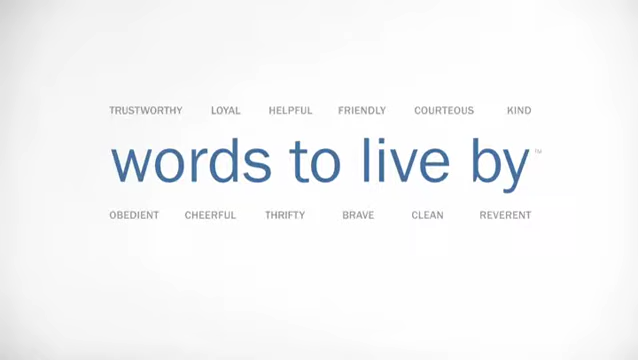 TRUSTWORTHY LOYAL HELPFUL FRIENDLY COURTEOUS KIND
words to live by™
OBEDIENT CHEERFUL THRIFTY BRAVE CLEAN REVERENT